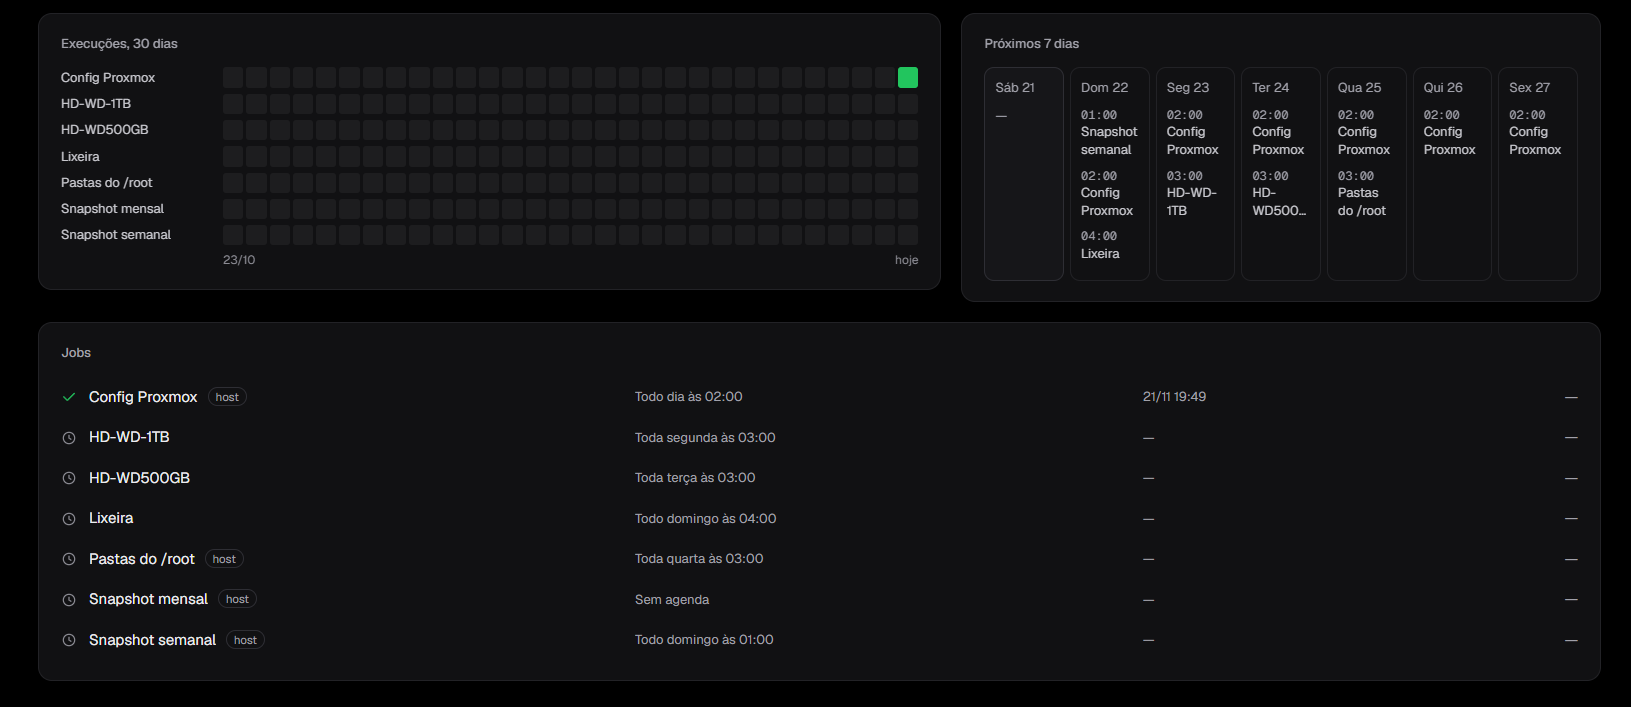 Execuções, 30 dias
Config Proxmox
HD-WD-1TB
HD-WD500GB
Lixeira
Pastas do /root
Snapshot mensal
Snapshot semanal
23/10
hoje
Próximos 7 dias
Sáb 21
—
Dom 22
01:00
Snapshot
semanal
02:00
Config
Proxmox
04:00
Lixeira
Seg 23
02:00
Config
Proxmox
03:00
HD-WD-
1TB
Ter 24
02:00
Config
Proxmox
03:00
HD-
WD500...
Qua 25
02:00
Config
Proxmox
03:00
Pastas
do /root
Qui 26
02:00
Config
Proxmox
Sex 27
02:00
Config
Proxmox
Jobs
Config Proxmox host Todo dia às 02:00 21/11 19:49 —
HD-WD-1TB Toda segunda às 03:00 — —
HD-WD500GB Toda terça às 03:00 — —
Lixeira Todo domingo às 04:00 — —
Pastas do /root host Toda quarta às 03:00 — —
Snapshot mensal host Sem agenda — —
Snapshot semanal host Todo domingo às 01:00 — —